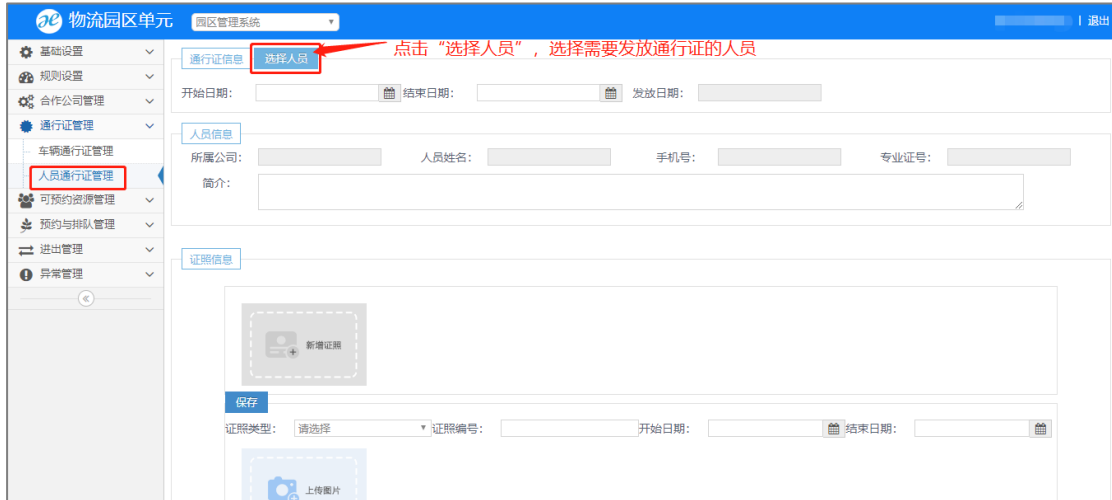 物流园区单元 园区管理系统 | 退出
基础设置
规则设置
合作公司管理
通行证管理
车辆通行证管理
人员通行证管理
可预约资源管理
预约与排队管理
进出管理
异常管理
通行证信息 选择人员 点击“选择人员”，选择需要发放通行证的人员
开始日期： 结束日期： 发放日期：
人员信息
所属公司： 人员姓名： 手机号： 专业证号：
简介：
证照信息
新增证照
保存
证照类型： 请选择 证照编号： 开始日期： 结束日期：
上传图片